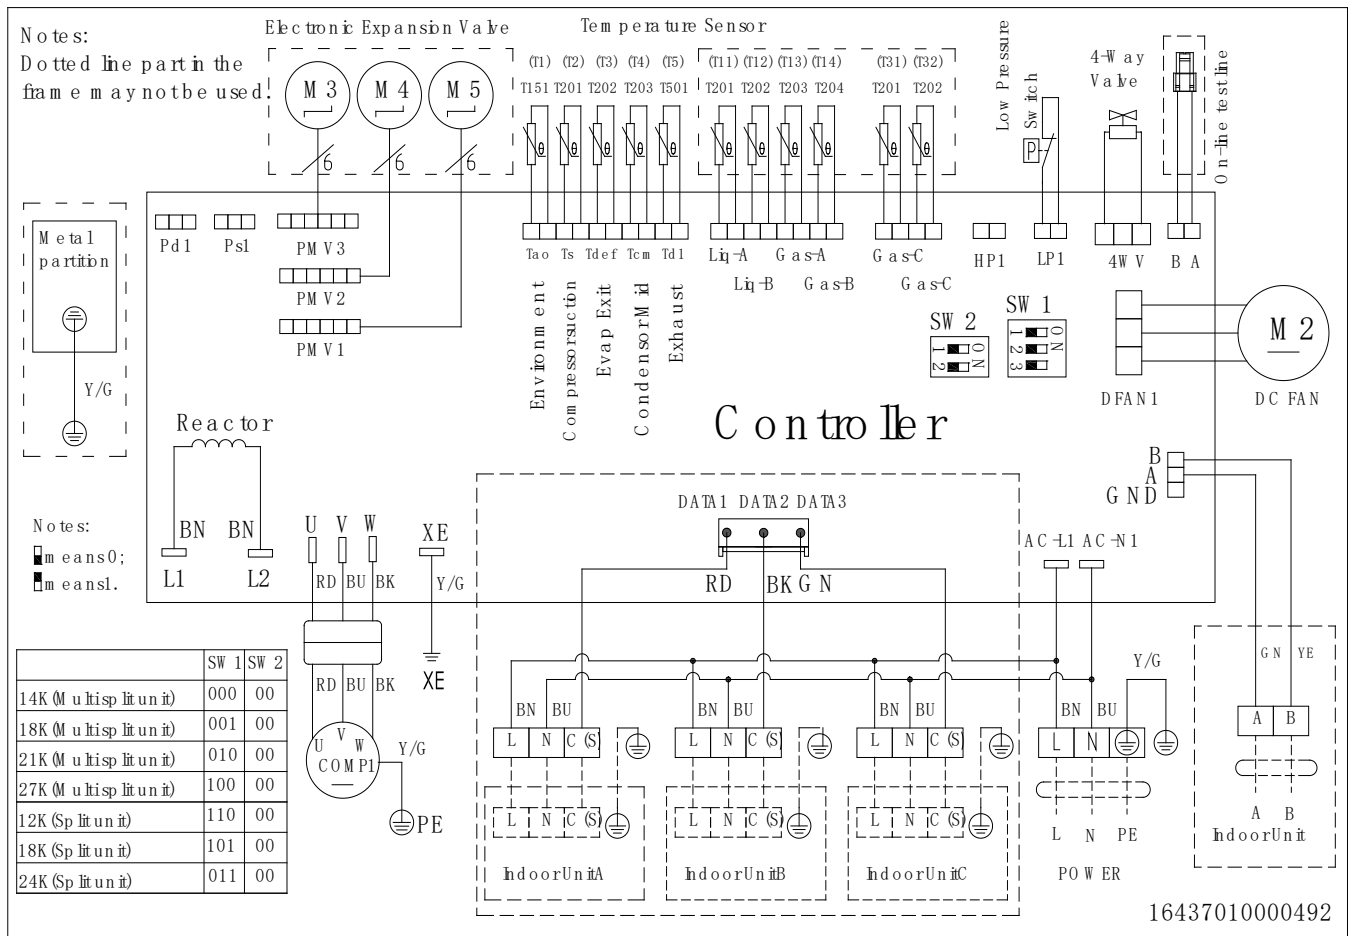 Notes:
Dotted line part in the
frame may not be used.
Electronic Expansion Valve
M3 M4 M5
6 6 6
Temperature Sensor
(T1) (T2) (T3) (T4) (T5) (T11) (T12) (T13) (T14) (T31) (T32)
T151 T201 T202 T203 T501 T201 T202 T203 T204 T201 T202
θ θ θ θ θ θ θ θ θ θ θ
Low Pressure
Switch
P
4-Way
Valve
On-line test line
Metal
partition
Y/G
Pd1 Ps1 PMV3
PMV2
PMV1
Tao Ts Tdef Tcm Td1 Liq-A Gas-A Gas-C HP1 LP1 4WV B A
Liq-B Gas-B Gas-C
Environment
Compressor suction
Evap Exit
Condensor Mid
Exhaust
SW2
1 2 ON
SW1
1 2 3 ON
DFAN1
M2
DC FAN
Controller
Reactor
BN BN
L1 L2
B
A
GND
Notes:
means0;
means1.
U V W
RD BU BK
XE
Y/G
XE
DATA1 DATA2 DATA3
RD BK GN
AC-L1 AC-N1
SW1 SW2
14K(Multisplit unit) 000 00
18K(Multisplit unit) 001 00
21K(Multisplit unit) 010 00
27K(Multisplit unit) 100 00
12K(Split unit) 110 00
18K(Split unit) 101 00
24K(Split unit) 011 00
RD BU BK
U V W
COMP1
Y/G
PE
BN BU BN BU BN BU BN BU Y/G
L N C(S) L N C(S) L N C(S) L N
L N C(S) L N C(S) L N C(S)
Indoor Unit A Indoor Unit B Indoor Unit C
L N PE
POWER
GN YE
A B
A B
Indoor Unit
16437010000492